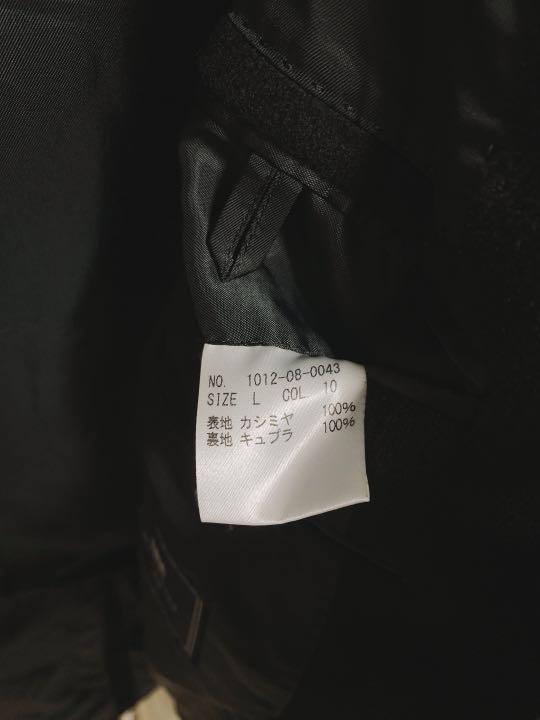 NO. 1012-08-0043
SIZE L COL 10
表地 カシミヤ 100%
裏地 キュプラ 100%